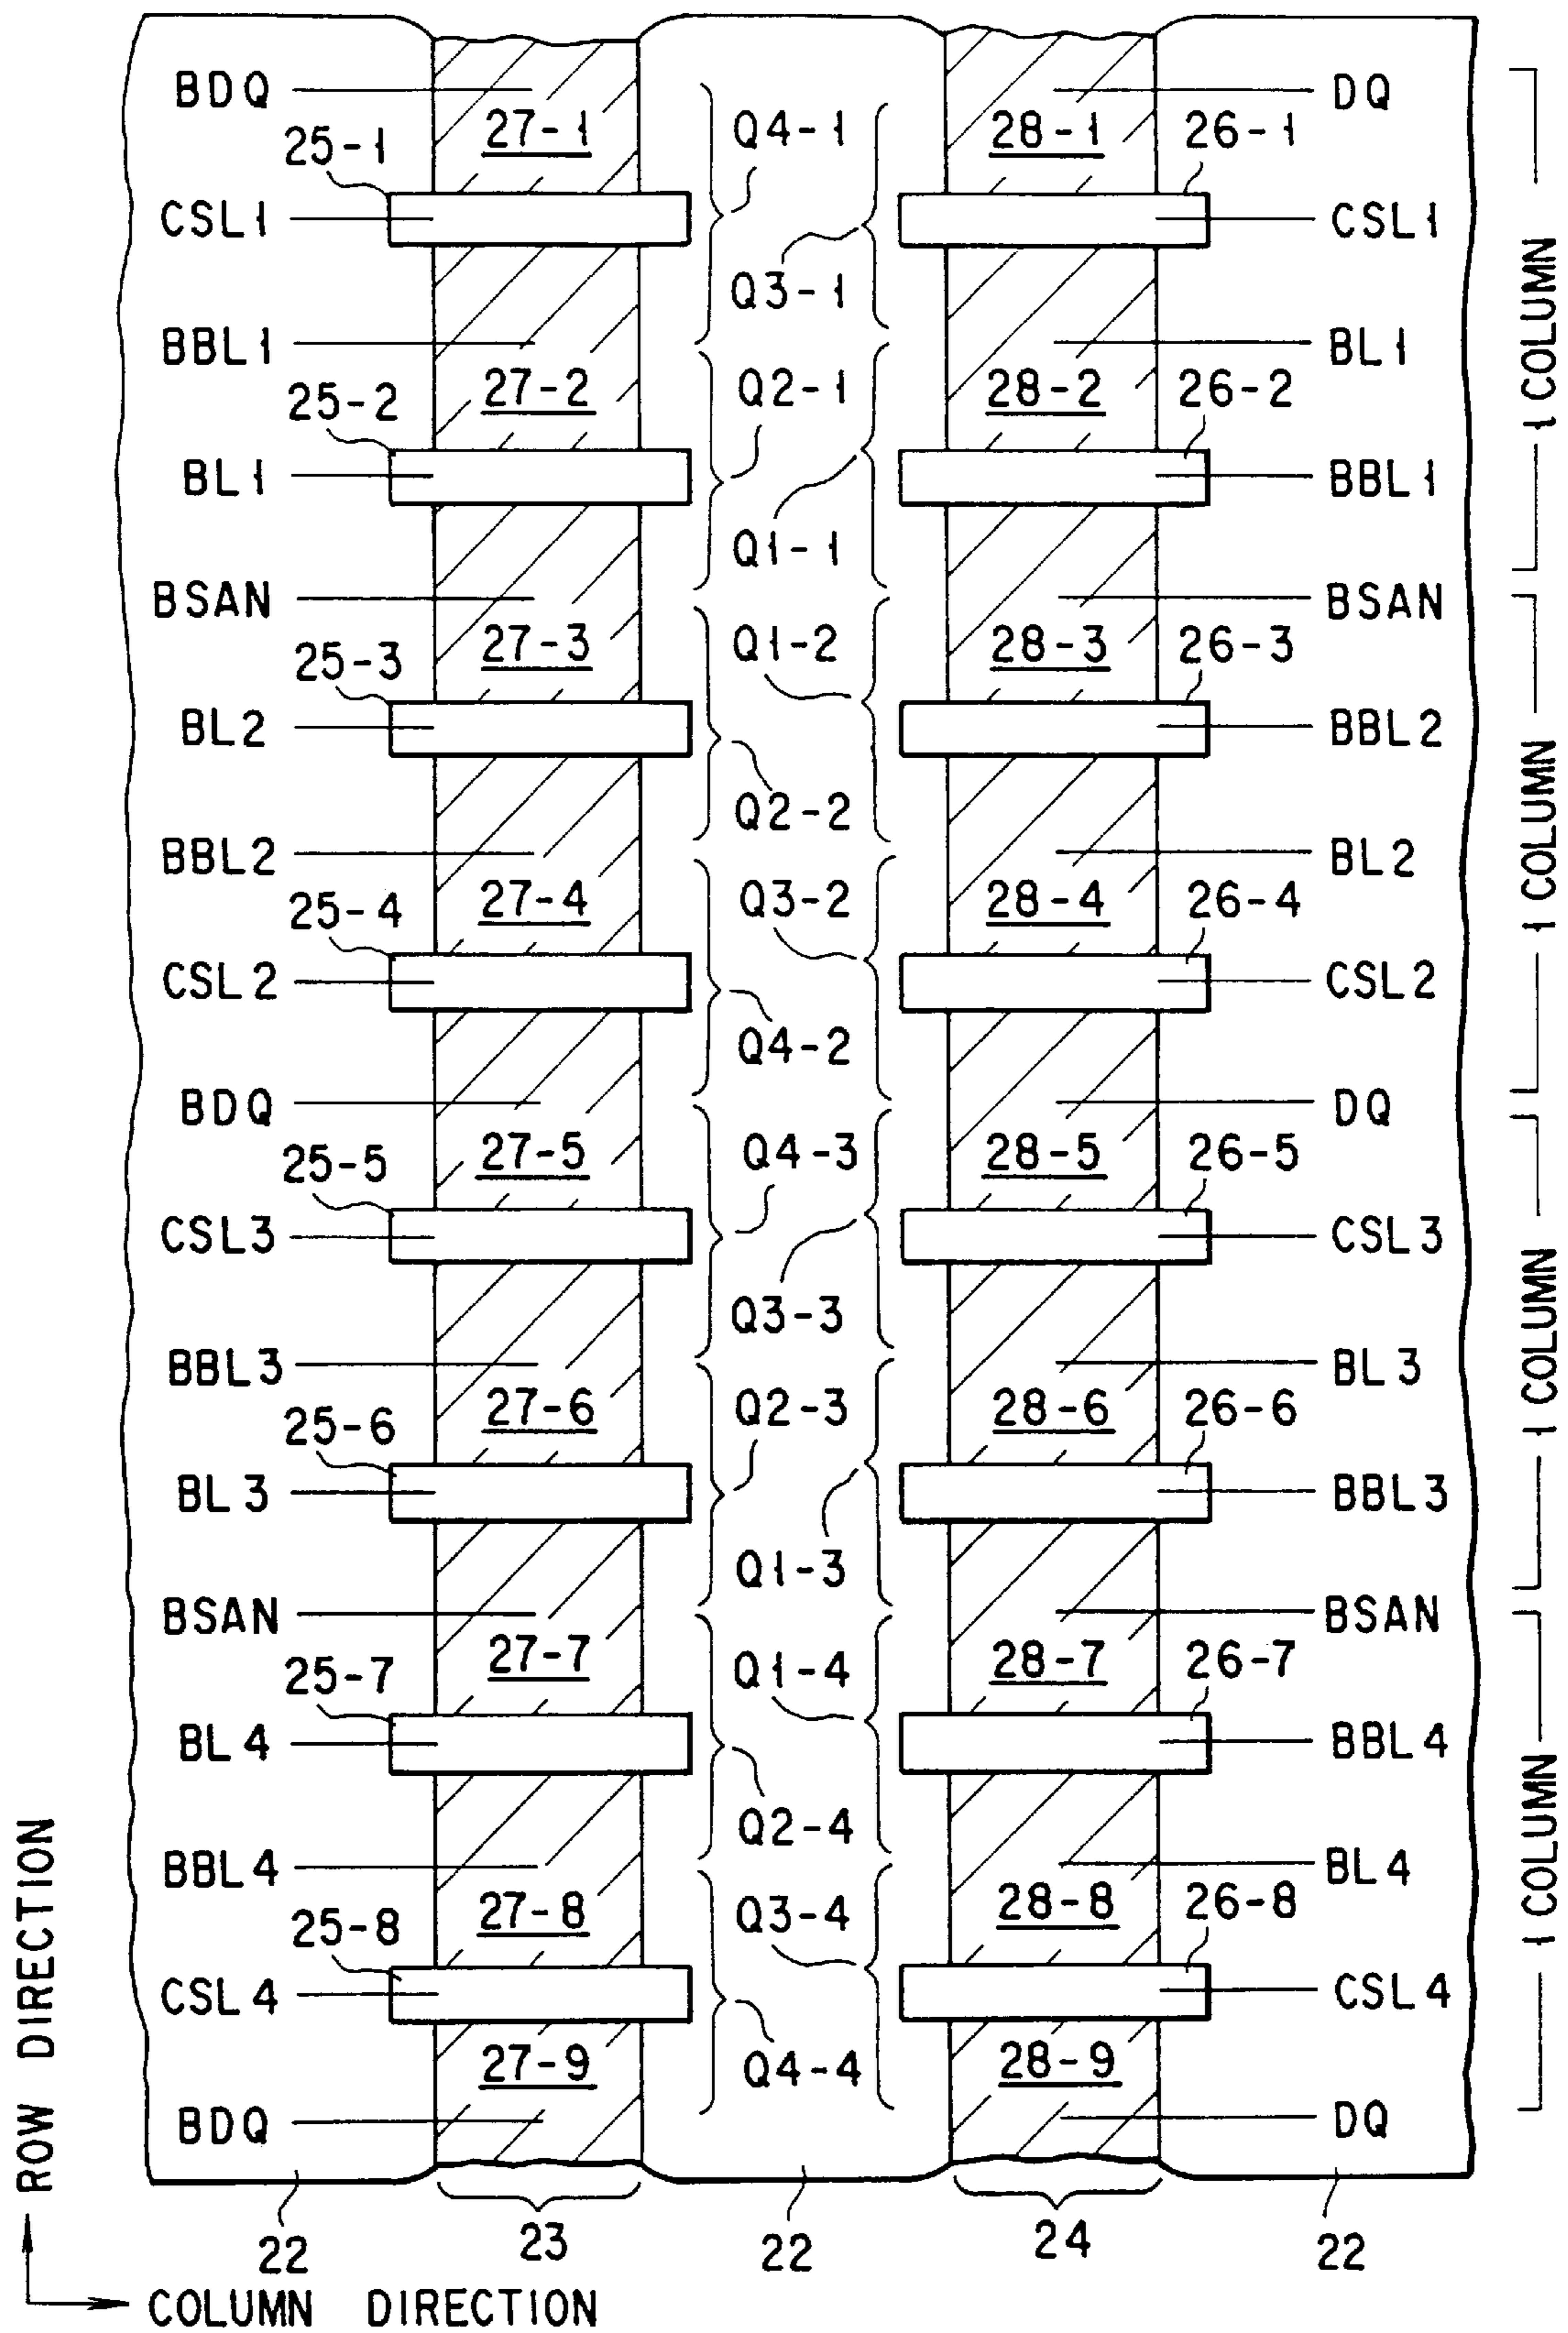 BDQ 27-1 Q4-1 28-1 DQ
25-1 26-1
CSL1 Q3-1 CSL1
1 COLUMN
BBL1 27-2 Q2-1 28-2 BL1
25-2 26-2
BL1 Q1-1 BBL1
BSAN 27-3 Q1-2 28-3 BSAN
25-3 26-3
BL2 Q2-2 BBL2
1 COLUMN
BBL2 27-4 Q3-2 28-4 BL2
25-4 26-4
CSL2 Q4-2 CSL2
BDQ 27-5 Q4-3 28-5 DQ
25-5 26-5
CSL3 Q3-3 CSL3
1 COLUMN
BBL3 27-6 Q2-3 28-6 BL3
25-6 26-6
BL3 Q1-3 BBL3
BSAN 27-7 Q1-4 28-7 BSAN
25-7 26-7
BL4 Q2-4 BBL4
1 COLUMN
BBL4 27-8 Q3-4 28-8 BL4
25-8 26-8
CSL4 Q4-4 CSL4
27-9 28-9
BDQ DQ
22 23 22 24 22
ROW DIRECTION
COLUMN DIRECTION